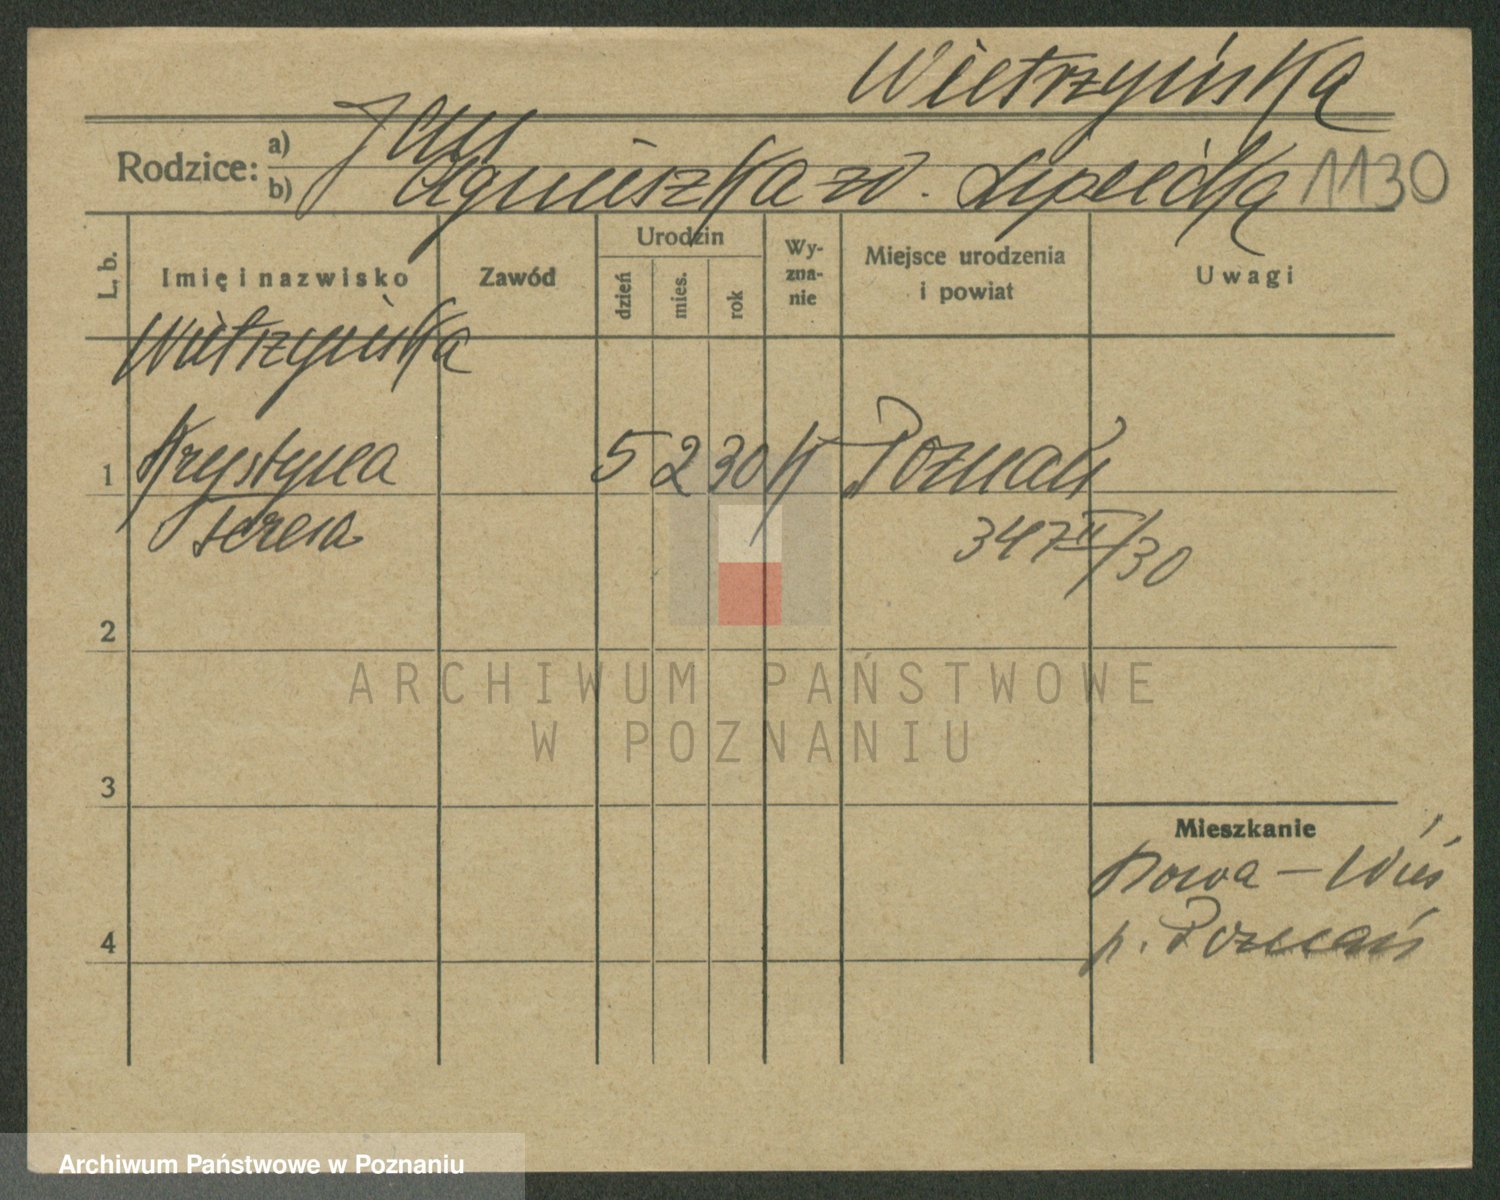 Wietrzyńska
Rodzice: a) Jan
b) Agnieszka zd. Lipecka 1130
L. b. Imię i nazwisko Zawód Urodzin dzień mies. rok Wy-zna-nie Miejsce urodzenia i powiat Uwagi
Wietrzyńska
1 Krystyna 5 2 30 K Poznań
Teresa 347 II/30
2
3
Mieszkanie
Nowa - Wieś
4 p. Poznań
ARCHIWUM PAŃSTWOWE
W POZNANIU
Archiwum Państwowe w Poznaniu